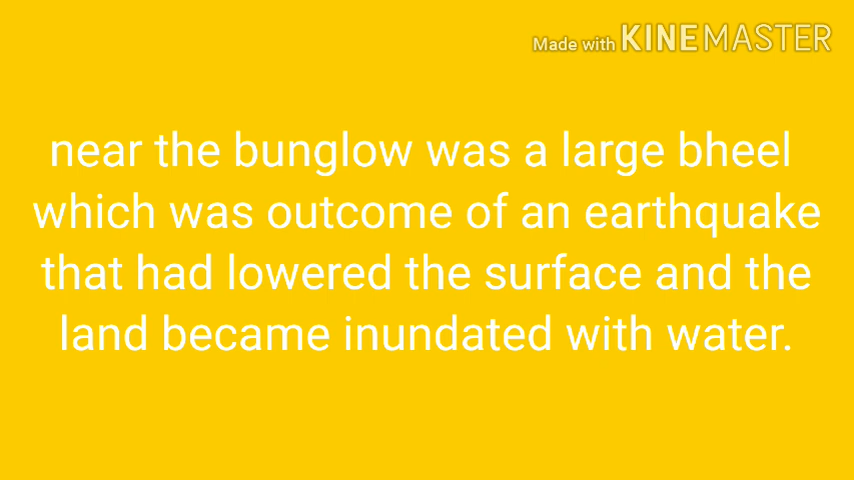 Made with KINEMASTER
near the bunglow was a large bheel
which was outcome of an earthquake
that had lowered the surface and the
land became inundated with water.